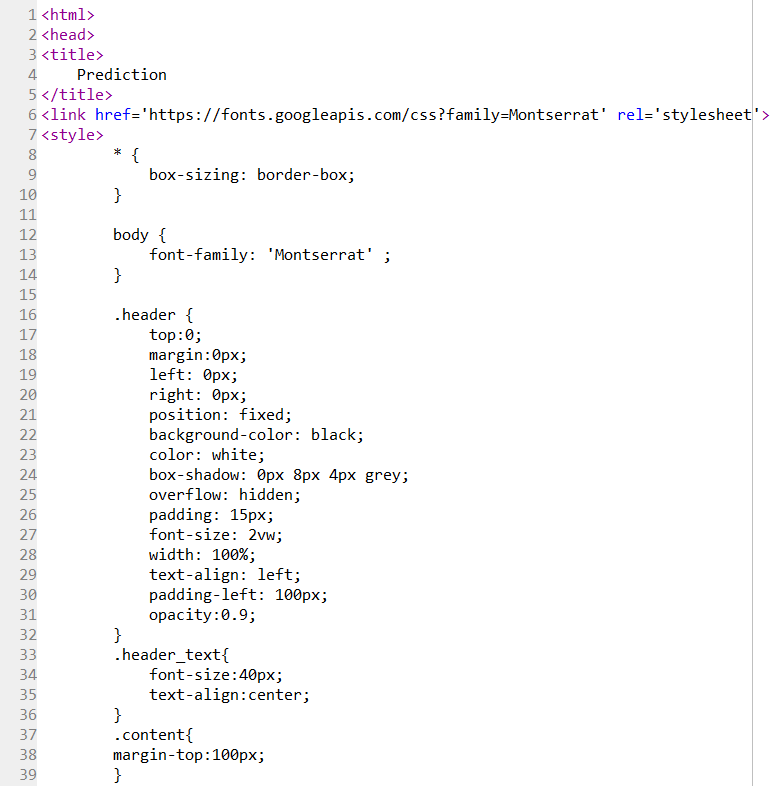 1 <html>
2 <head>
3 <title>
4     Prediction
5 </title>
6 <link href='https://fonts.googleapis.com/css?family=Montserrat' rel='stylesheet'>
7 <style>
8         * {
9             box-sizing: border-box;
10         }
11
12         body {
13             font-family: 'Montserrat' ;
14         }
15
16         .header {
17             top:0;
18             margin:0px;
19             left: 0px;
20             right: 0px;
21             position: fixed;
22             background-color: black;
23             color: white;
24             box-shadow: 0px 8px 4px grey;
25             overflow: hidden;
26             padding: 15px;
27             font-size: 2vw;
28             width: 100%;
29             text-align: left;
30             padding-left: 100px;
31             opacity:0.9;
32         }
33         .header_text{
34             font-size:40px;
35             text-align:center;
36         }
37         .content{
38         margin-top:100px;
39         }